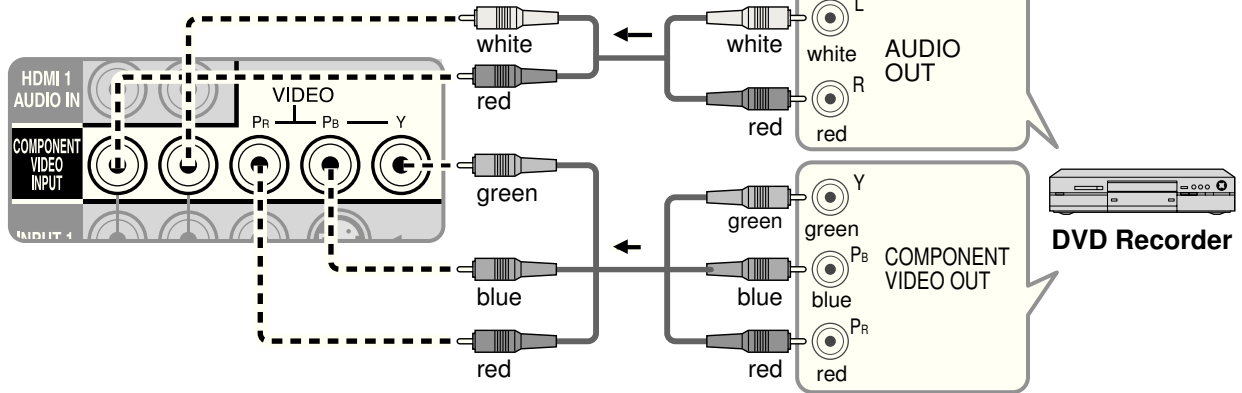 HDMI 1
AUDIO IN
COMPONENT
VIDEO
INPUT
VIDEO
PR
PB
Y
INPUT 1
white
red
green
blue
red
white
red
green
blue
red
L
white
R
red
AUDIO
OUT
Y
green
PB
blue
PR
red
COMPONENT
VIDEO OUT
DVD Recorder